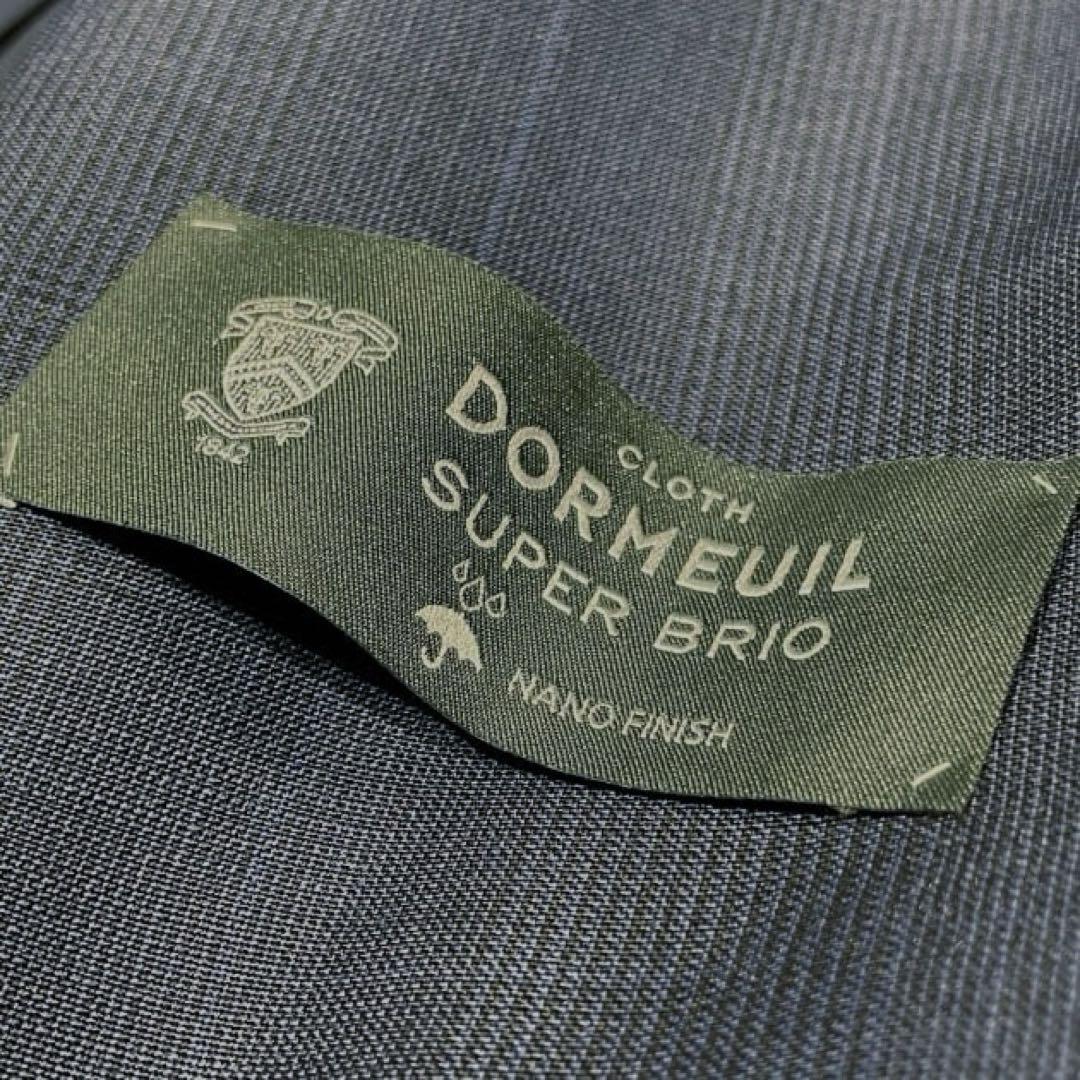 1842
CLOTH
DORMEUIL
SUPER BRIO
NANO FINISH